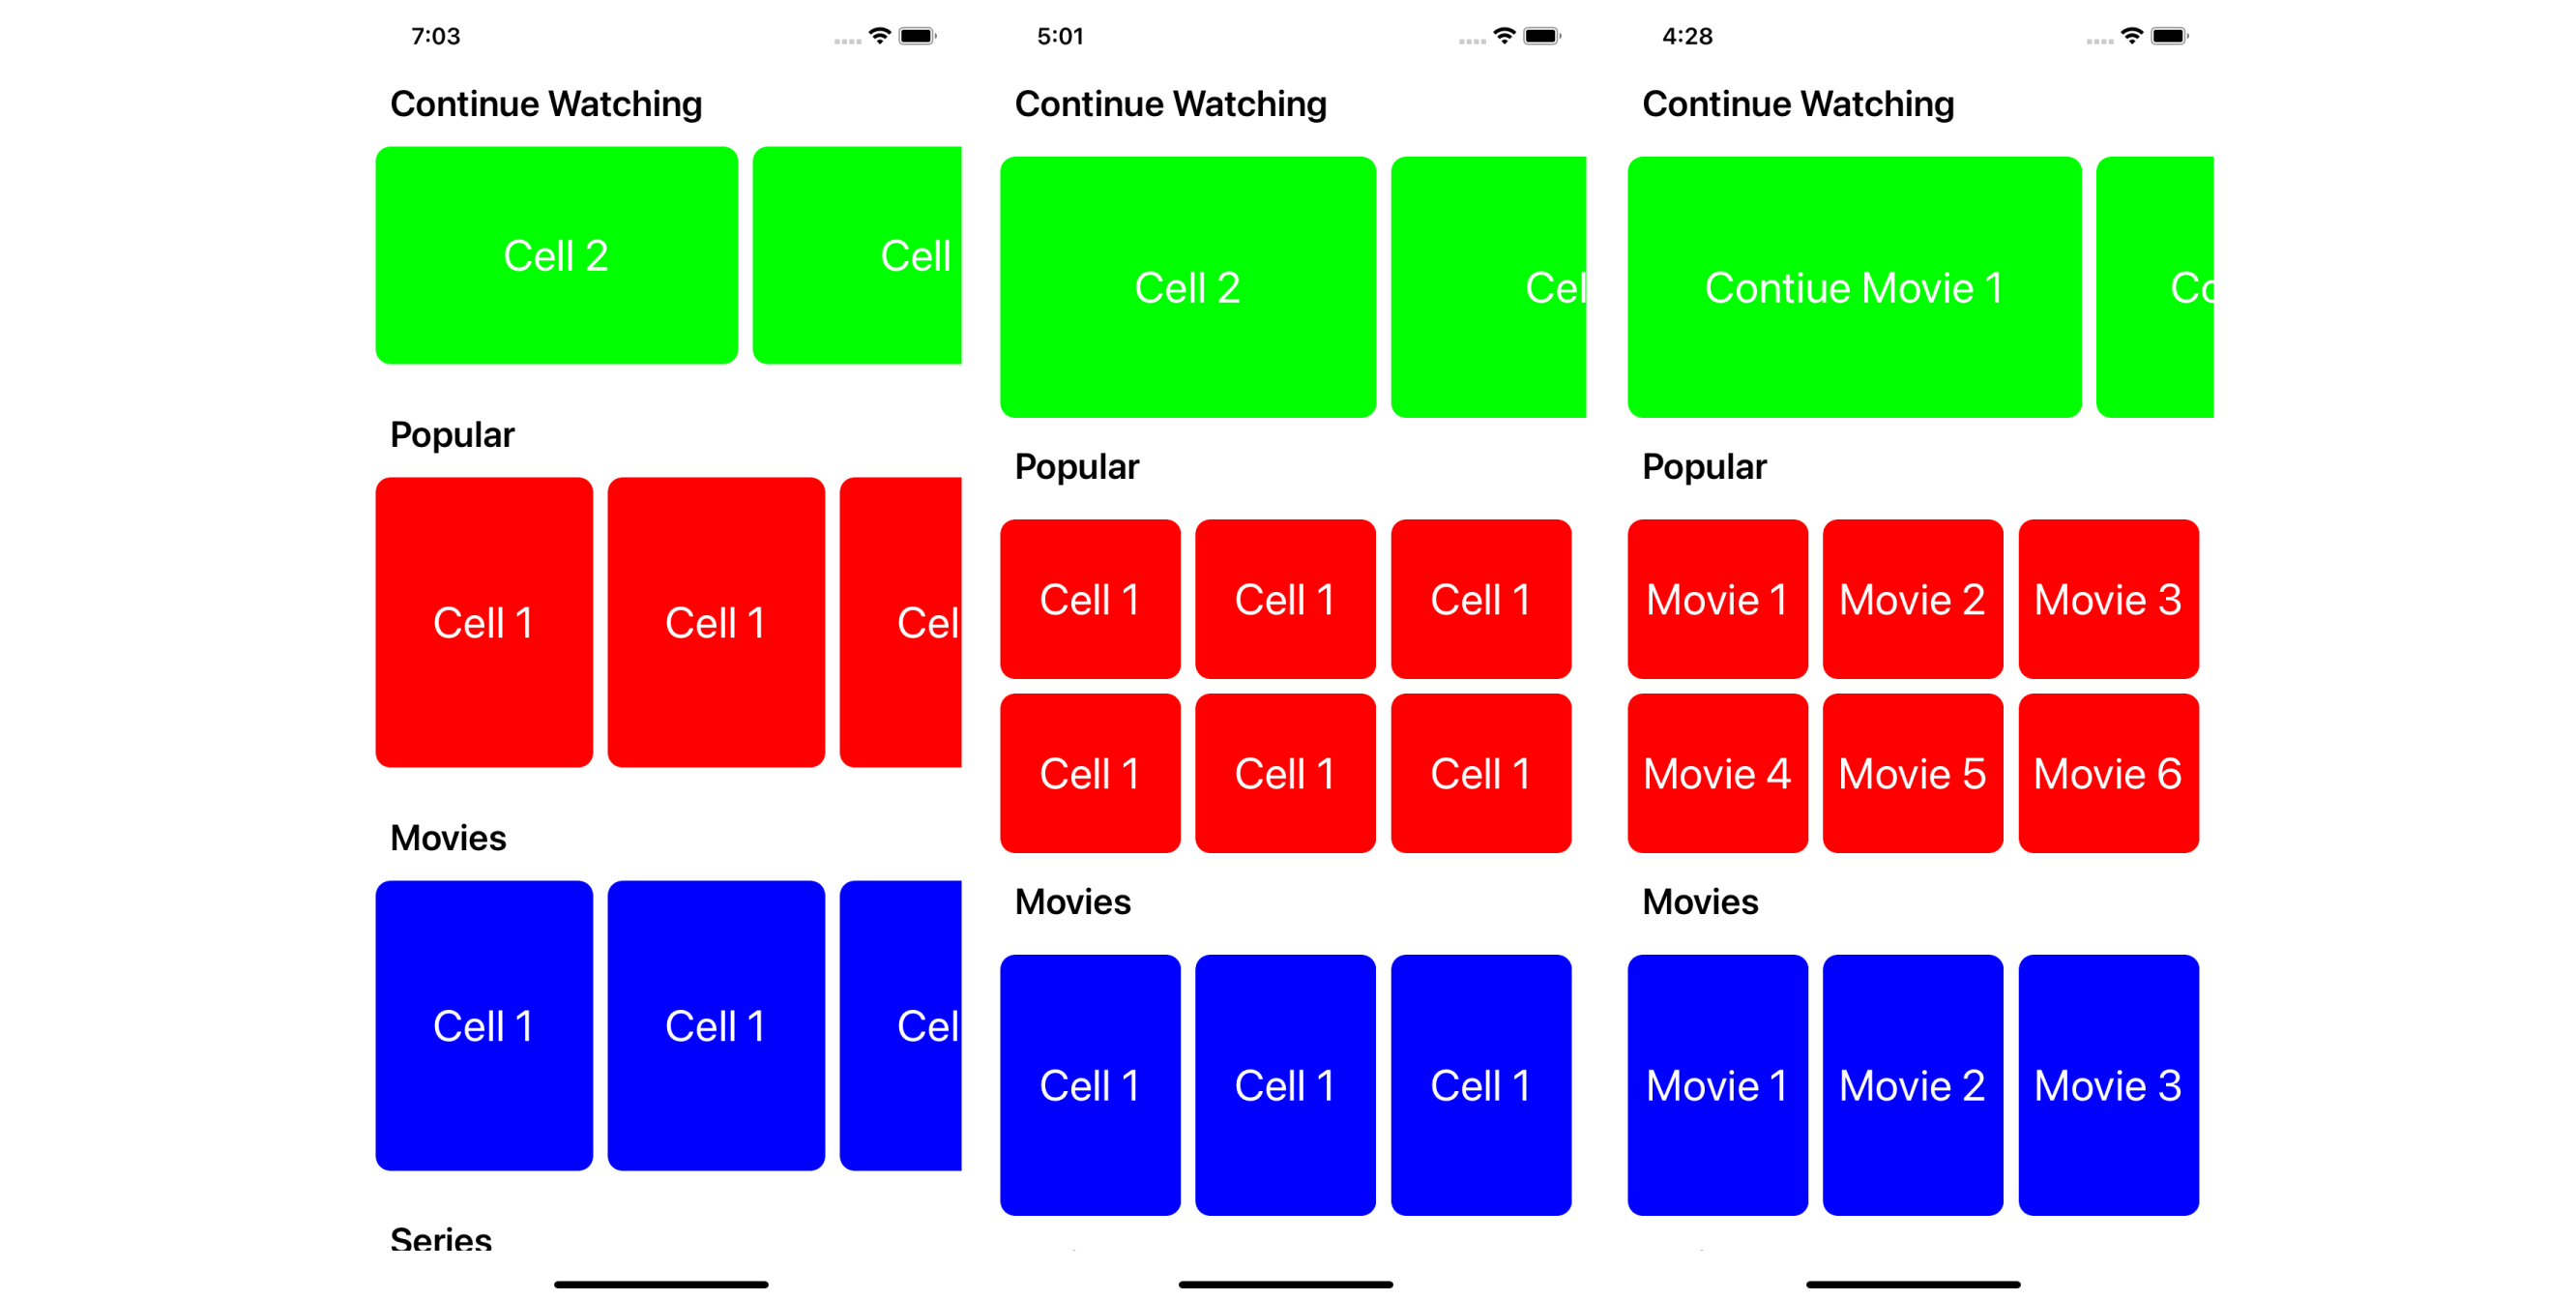 7:03
Continue Watching
Cell 2
Cell
Popular
Cell 1
Cell 1
Cel
Movies
Cell 1
Cell 1
Cel
Series
5:01
Continue Watching
Cell 2
Cel
Popular
Cell 1
Cell 1
Cell 1
Cell 1
Cell 1
Cell 1
Movies
Cell 1
Cell 1
Cell 1
4:28
Continue Watching
Contiue Movie 1
Co
Popular
Movie 1
Movie 2
Movie 3
Movie 4
Movie 5
Movie 6
Movies
Movie 1
Movie 2
Movie 3